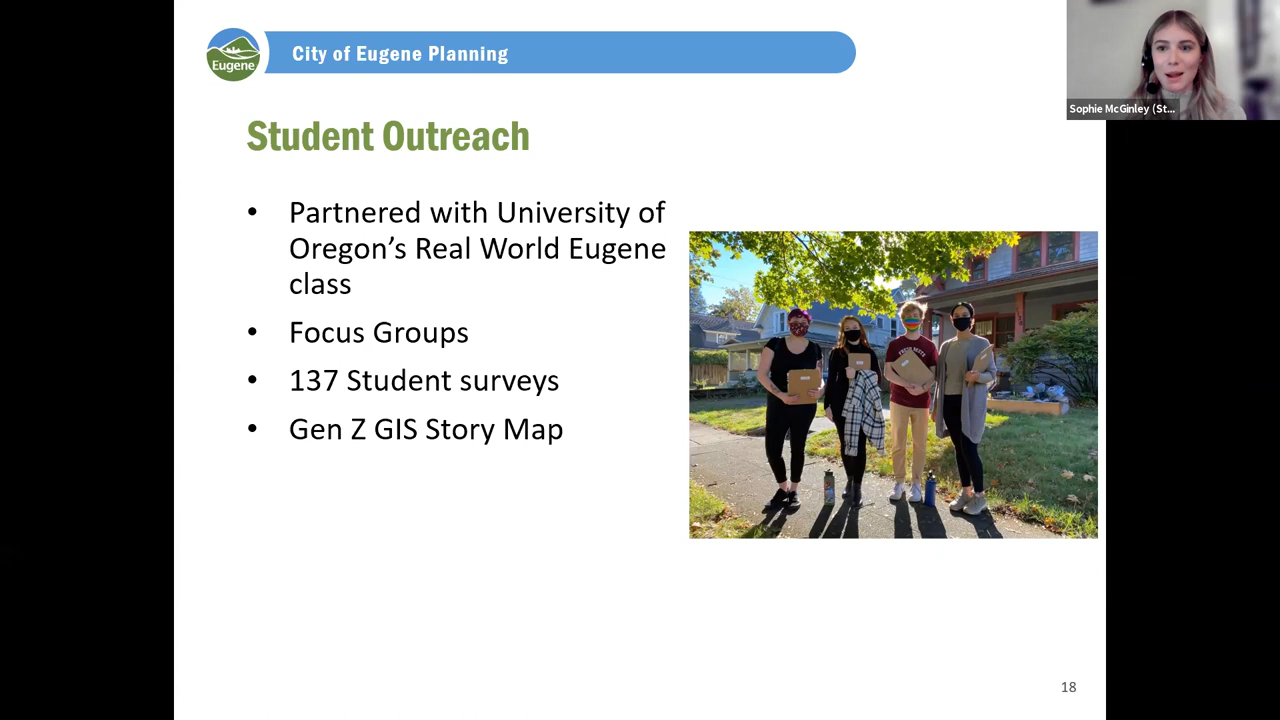 City of Eugene Planning
Eugene
Sophie McGinley (St...
Student Outreach
• Partnered with University of
Oregon’s Real World Eugene
class
• Focus Groups
• 137 Student surveys
• Gen Z GIS Story Map
18